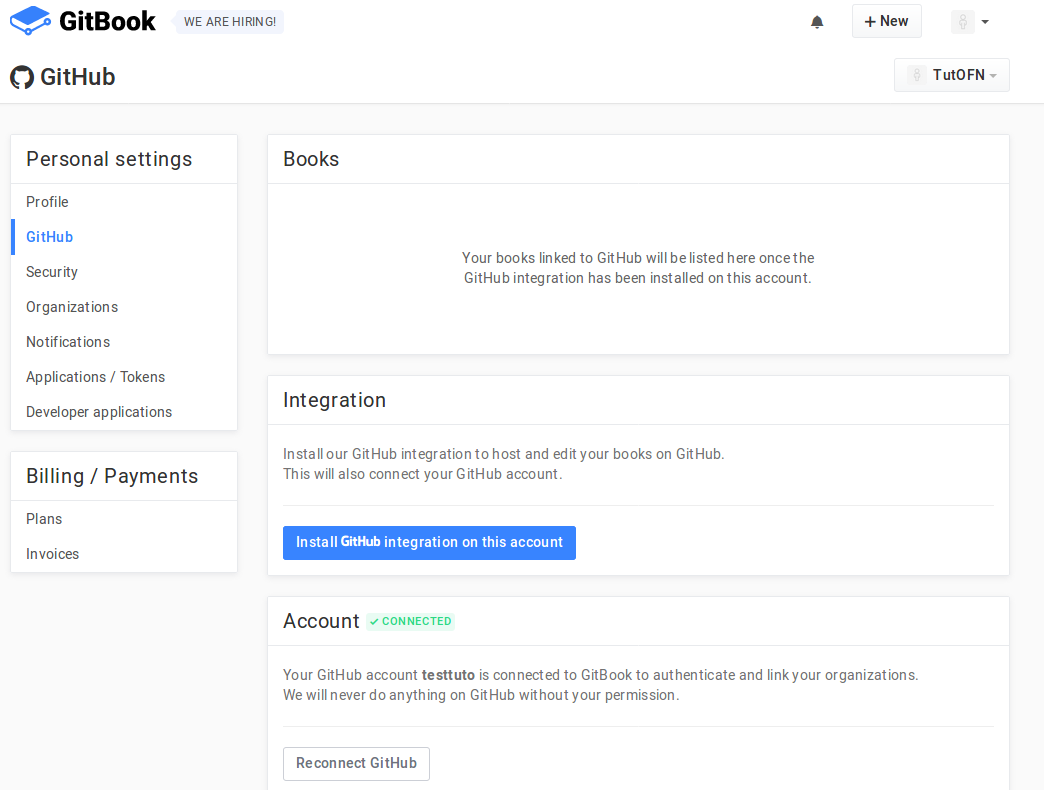 GitBook
WE ARE HIRING!
+ New
GitHub
TutOFN
Personal settings
Profile
GitHub
Security
Organizations
Notifications
Applications / Tokens
Developer applications
Billing / Payments
Plans
Invoices
Books
Your books linked to GitHub will be listed here once the
GitHub integration has been installed on this account.
Integration
Install our GitHub integration to host and edit your books on GitHub.
This will also connect your GitHub account.
Install GitHub integration on this account
Account ✓ CONNECTED
Your GitHub account testtuto is connected to GitBook to authenticate and link your organizations.
We will never do anything on GitHub without your permission.
Reconnect GitHub